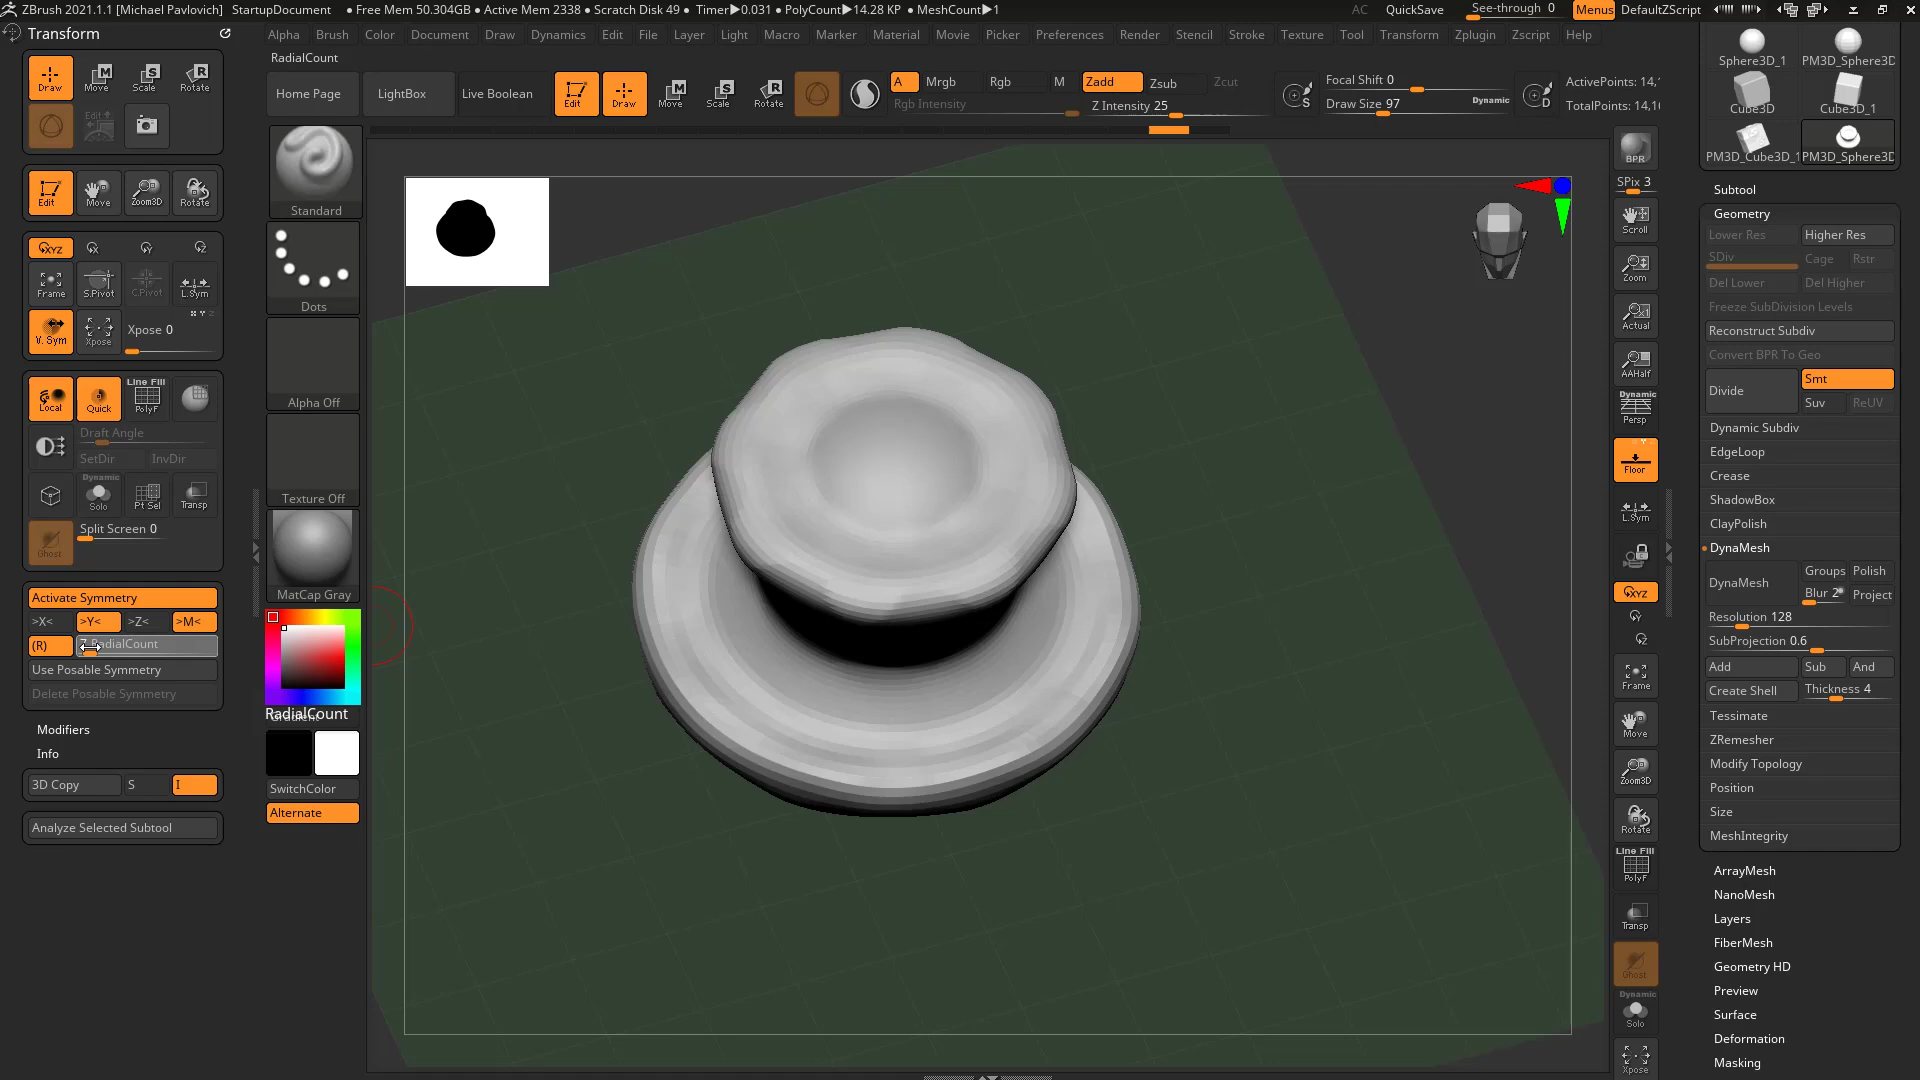 ZBrush 2021.1.1 [Michael Pavlovich] StartupDocument • Free Mem 50.304GB • Active Mem 2338 • Scratch Disk 49 • Timer▶0.031 • PolyCount▶14.28 KP • MeshCount▶1 AC QuickSave See-through 0 Menus DefaultZScript
Transform
Alpha Brush Color Document Draw Dynamics Edit File Layer Light Macro Marker Material Movie Picker Preferences Render Stencil Stroke Texture Tool Transform Zplugin Zscript Help
RadialCount
Draw Move Scale Rotate
Edit
Home Page LightBox Live Boolean Edit Draw Move Scale Rotate
A Mrgb Rgb M Zadd Zsub Zcut
Rgb Intensity Z Intensity 25
Focal Shift 0
Draw Size 97 Dynamic
ActivePoints: 14,
TotalPoints: 14,
Edit Move Zoom3D Rotate
XYZ
Frame S.Pivot C.Pivot L.Sym
V. Sym Xpose Xpose 0
Local Quick Line Fill PolyF
Draft Angle
SetDir InvDir
Dynamic Solo Pt Sel Transp
Ghost Split Screen 0
Activate Symmetry
>X< >Y< >Z< >M<
(R) RadialCount
Use Posable Symmetry
Delete Posable Symmetry
Modifiers
Info
3D Copy S I
Analyze Selected Subtool
Standard
Dots
Alpha Off
Texture Off
MatCap Gray
RadialCount
SwitchColor
Alternate
BPR
SPix 3
Scroll
Zoom
Actual
AAHalf
Dynamic
Persp
Floor
L.Sym
XYZ
Frame
Move
Zoom3D
Rotate
Line Fill
PolyF
Transp
Ghost
Dynamic
Solo
Xpose
Sphere3D_1 PM3D_Sphere3D
Cube3D Cube3D_1
PM3D_Cube3D_1 PM3D_Sphere3D
Subtool
Geometry
Lower Res Higher Res
SDiv Cage Rstr
Del Lower Del Higher
Freeze SubDivision Levels
Reconstruct Subdiv
Convert BPR To Geo
Divide Smt
Suv ReUV
Dynamic Subdiv
EdgeLoop
Crease
ShadowBox
ClayPolish
DynaMesh
DynaMesh Groups Polish
Blur 2 Project
Resolution 128
SubProjection 0.6
Add Sub And
Create Shell Thickness 4
Tessimate
ZRemesher
Modify Topology
Position
Size
MeshIntegrity
ArrayMesh
NanoMesh
Layers
FiberMesh
Geometry HD
Preview
Surface
Deformation
Masking